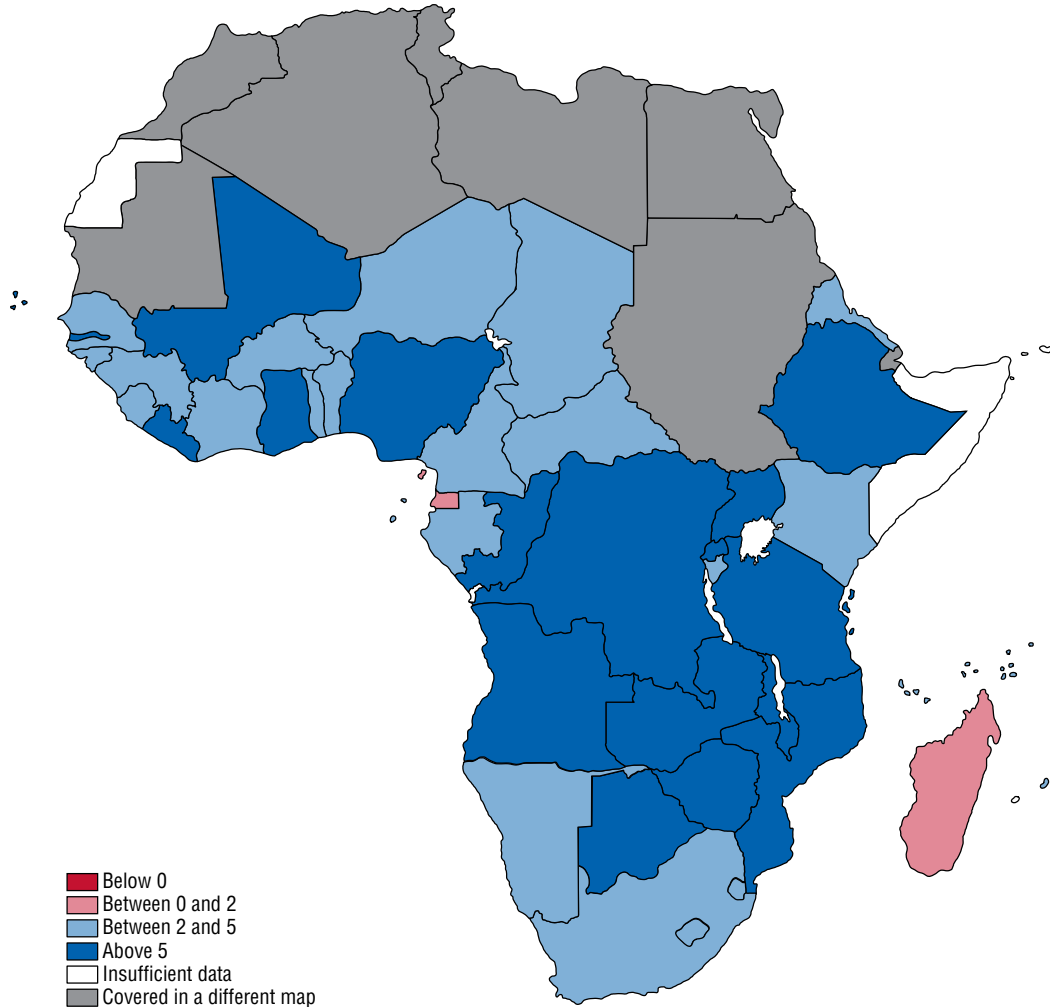 Below 0
Between 0 and 2
Between 2 and 5
Above 5
Insufficient data
Covered in a different map